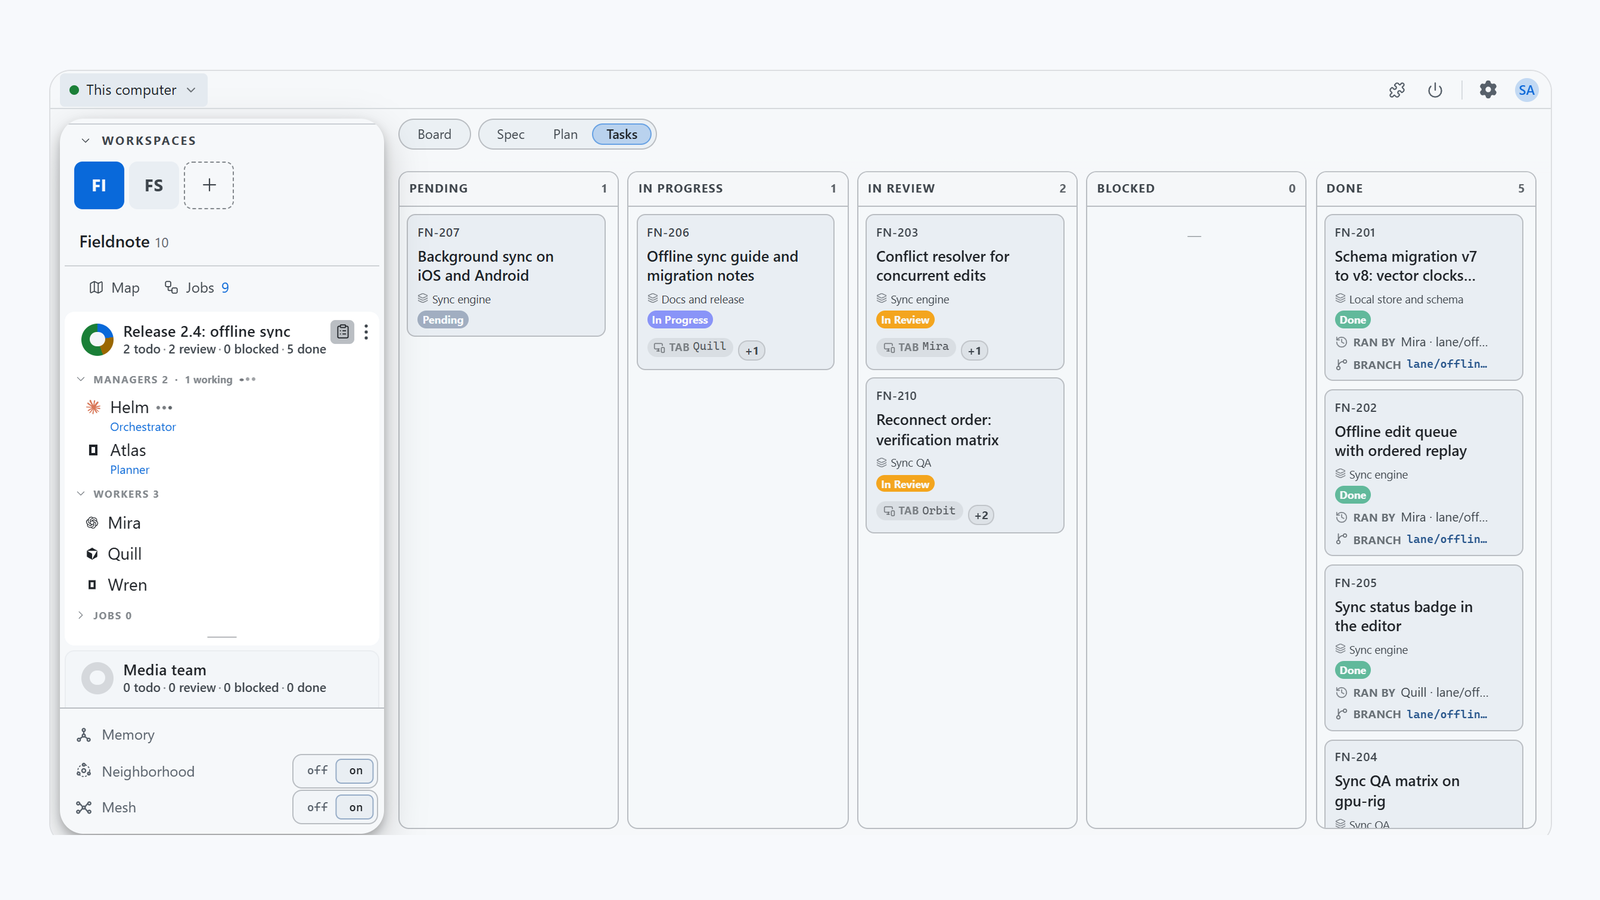 This computer
SA
WORKSPACES
FI
FS
+
Fieldnote 10
Map
Jobs 9
Release 2.4: offline sync
2 todo · 2 review · 0 blocked · 5 done
MANAGERS 2 · 1 working
Helm
Orchestrator
Atlas
Planner
WORKERS 3
Mira
Quill
Wren
JOBS 0
Media team
0 todo · 0 review · 0 blocked · 0 done
Memory
Neighborhood
off on
Mesh
off on
Board
Spec
Plan
Tasks
PENDING 1
FN-207
Background sync on
iOS and Android
Sync engine
Pending
IN PROGRESS 1
FN-206
Offline sync guide and
migration notes
Docs and release
In Progress
TAB Quill +1
IN REVIEW 2
FN-203
Conflict resolver for
concurrent edits
Sync engine
In Review
TAB Mira +1
FN-210
Reconnect order:
verification matrix
Sync QA
In Review
TAB Orbit +2
BLOCKED 0
—
DONE 5
FN-201
Schema migration v7
to v8: vector clocks...
Local store and schema
Done
RAN BY Mira · lane/off...
BRANCH lane/offlin…
FN-202
Offline edit queue
with ordered replay
Sync engine
Done
RAN BY Mira · lane/off...
BRANCH lane/offlin…
FN-205
Sync status badge in
the editor
Sync engine
Done
RAN BY Quill · lane/off...
BRANCH lane/offlin…
FN-204
Sync QA matrix on
gpu-rig
Sync QA